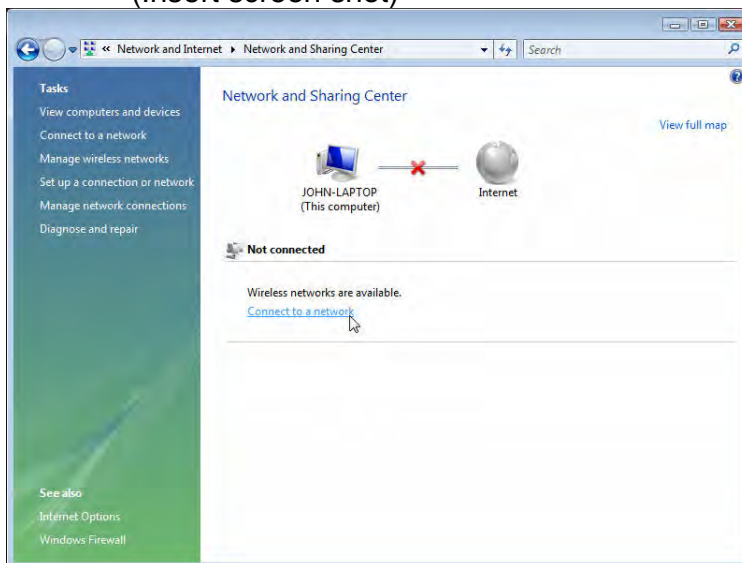 (insert screen shot)
« Network and Internet ▸ Network and Sharing Center
Search
Tasks
View computers and devices
Connect to a network
Manage wireless networks
Set up a connection or network
Manage network connections
Diagnose and repair
See also
Internet Options
Windows Firewall
Network and Sharing Center
View full map
JOHN-LAPTOP
(This computer)
Internet
Not connected
Wireless networks are available.
Connect to a network